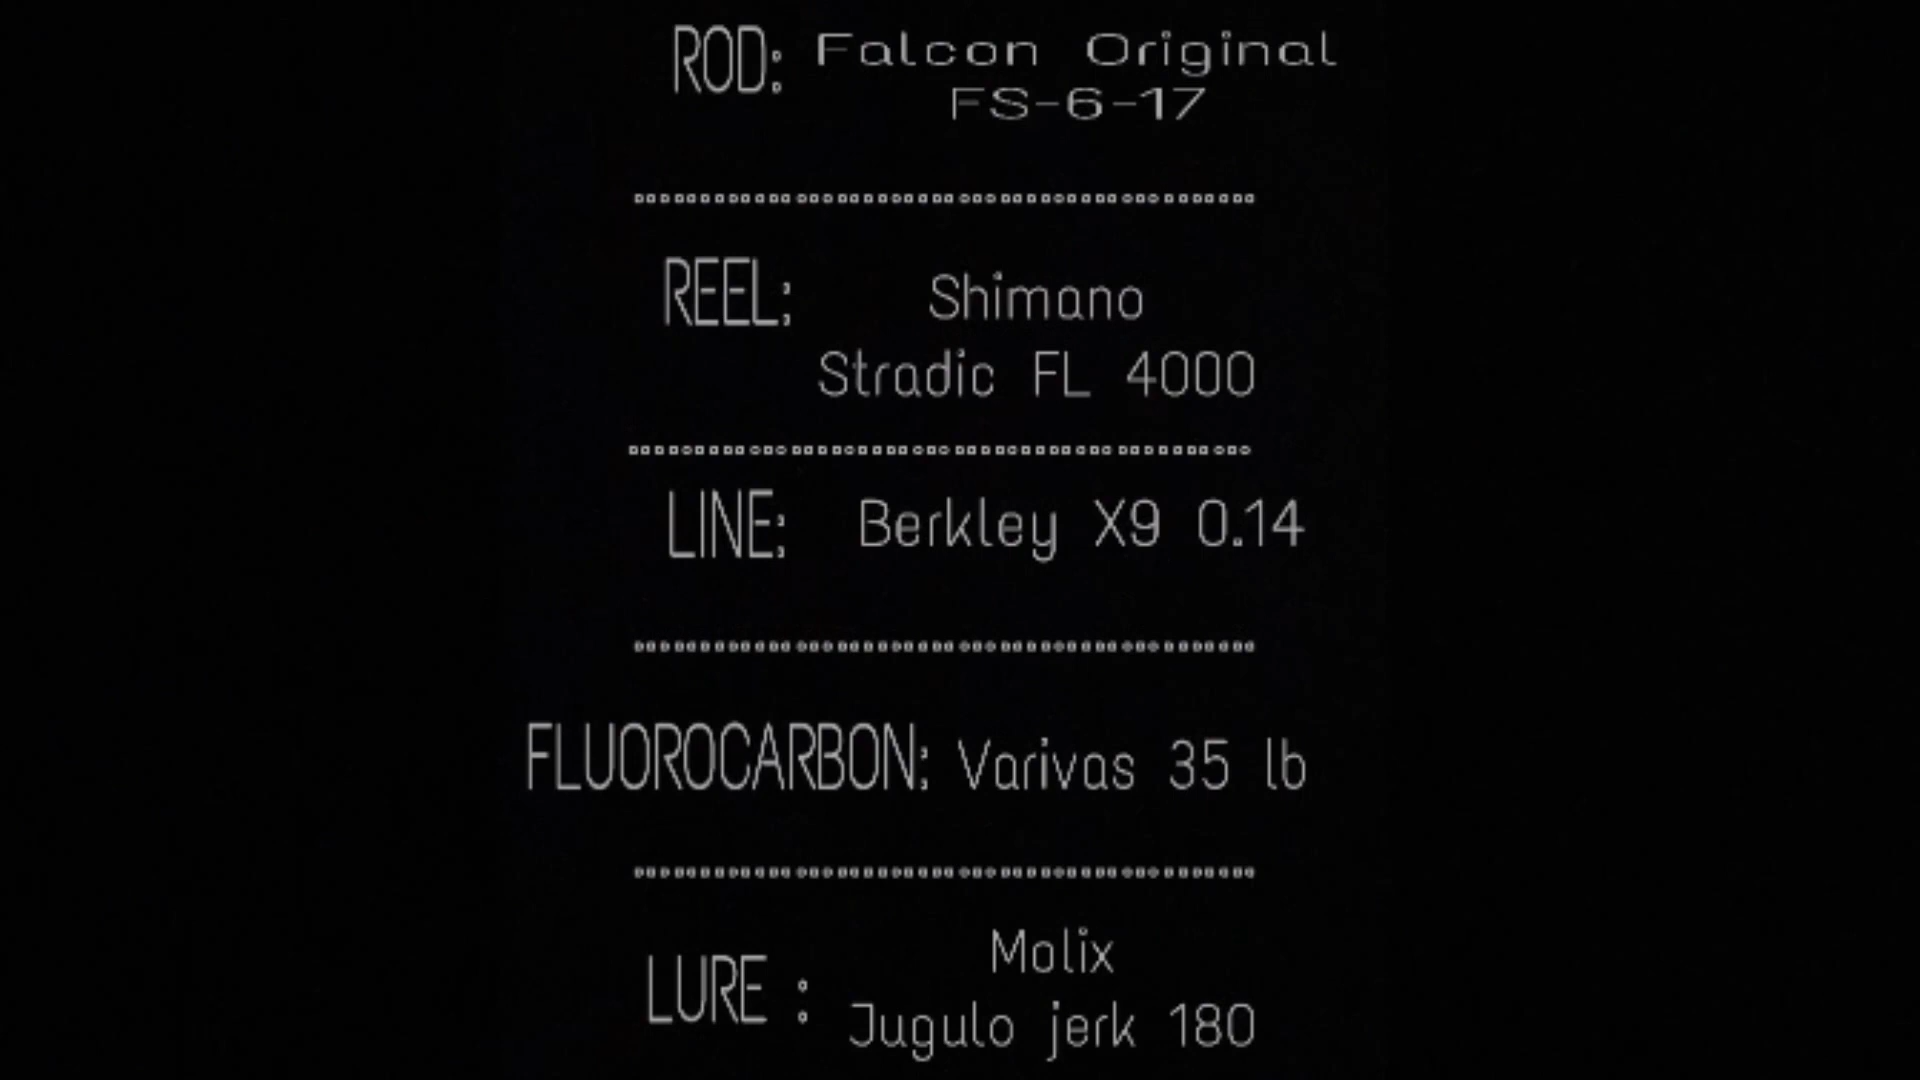 ROD: Falcon Original
FS-6-17
REEL: Shimano
Stradic FL 4000
LINE: Berkley X9 0.14
FLUOROCARBON: Varivas 35 lb
LURE : Molix
Jugulo jerk 180